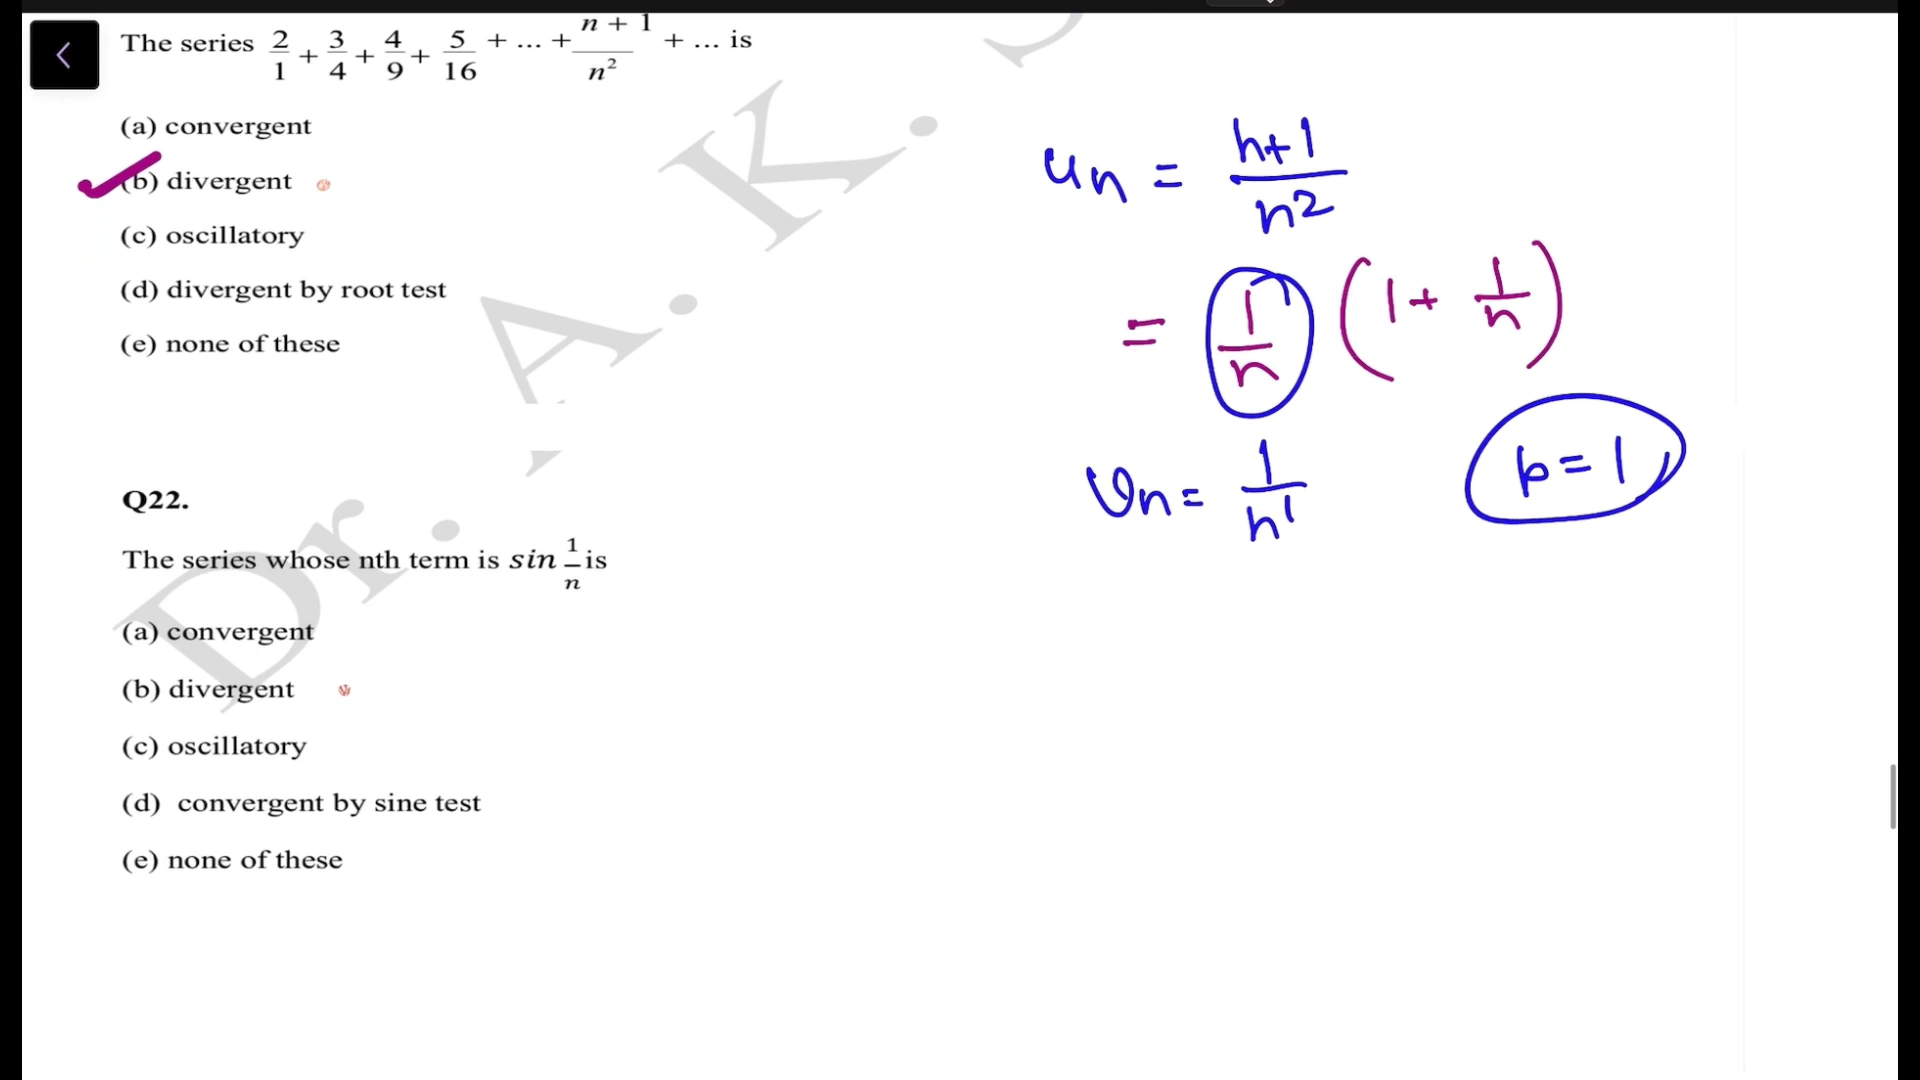 The series 2/1 + 3/4 + 4/9 + 5/16 + ... + n + 1/n² + ... is
(a) convergent
(b) divergent
(c) oscillatory
(d) divergent by root test
(e) none of these
un = n+1/n²
= 1/n (1 + 1/n)
vn = 1/n¹
p = 1
Q22.
The series whose nth term is sin 1/n is
(a) convergent
(b) divergent
(c) oscillatory
(d) convergent by sine test
(e) none of these
Dr. A. K.